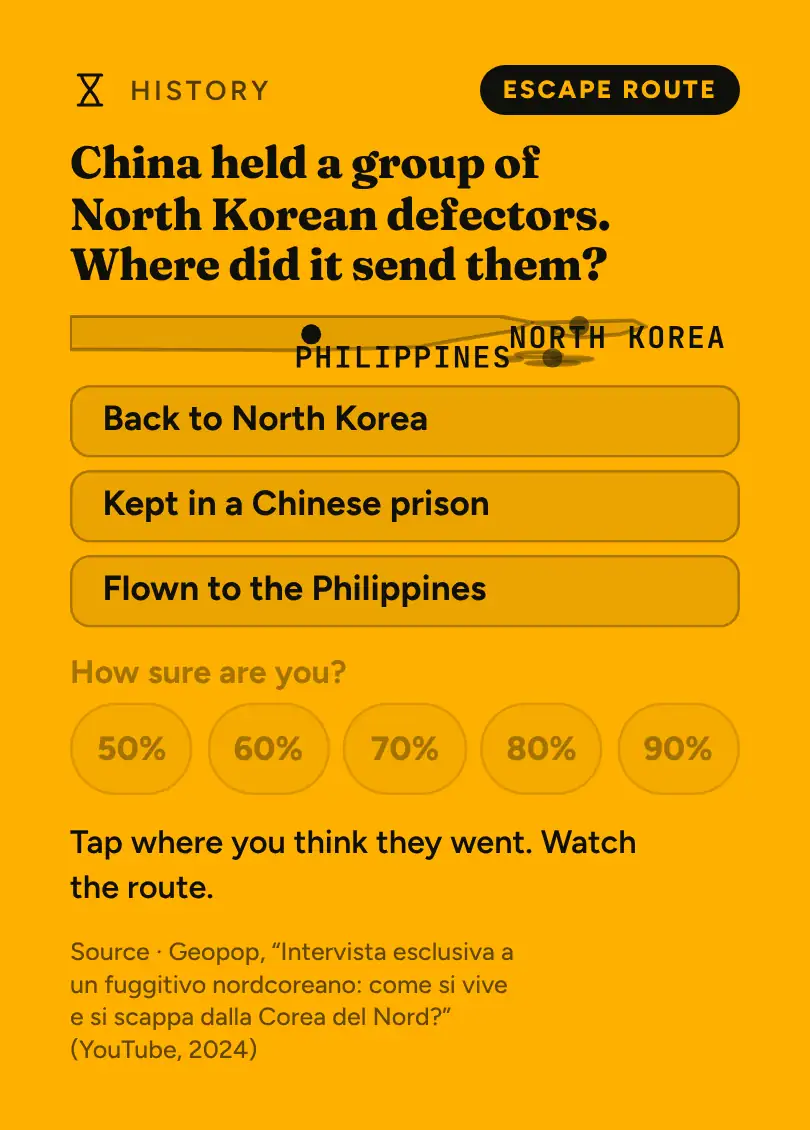 HISTORY
ESCAPE ROUTE
China held a group of
North Korean defectors.
Where did it send them?
NORTH KOREA
PHILIPPINES
Back to North Korea
Kept in a Chinese prison
Flown to the Philippines
How sure are you?
50% 60% 70% 80% 90%
Tap where you think they went. Watch
the route.
Source · Geopop, “Intervista esclusiva a
un fuggitivo nordcoreano: come si vive
e si scappa dalla Corea del Nord?”
(YouTube, 2024)